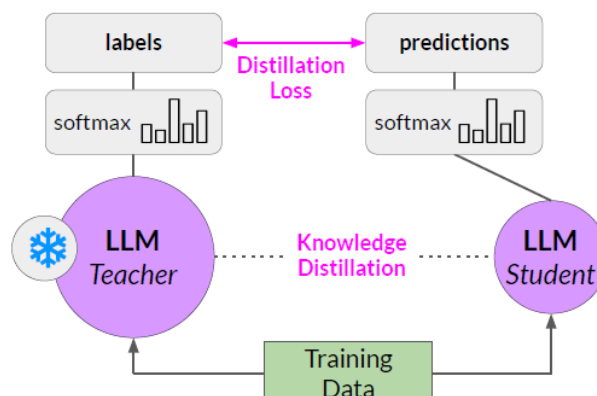 labels
predictions
Distillation
Loss
softmax
softmax
LLM
Teacher
Knowledge
Distillation
LLM
Student
Training
Data